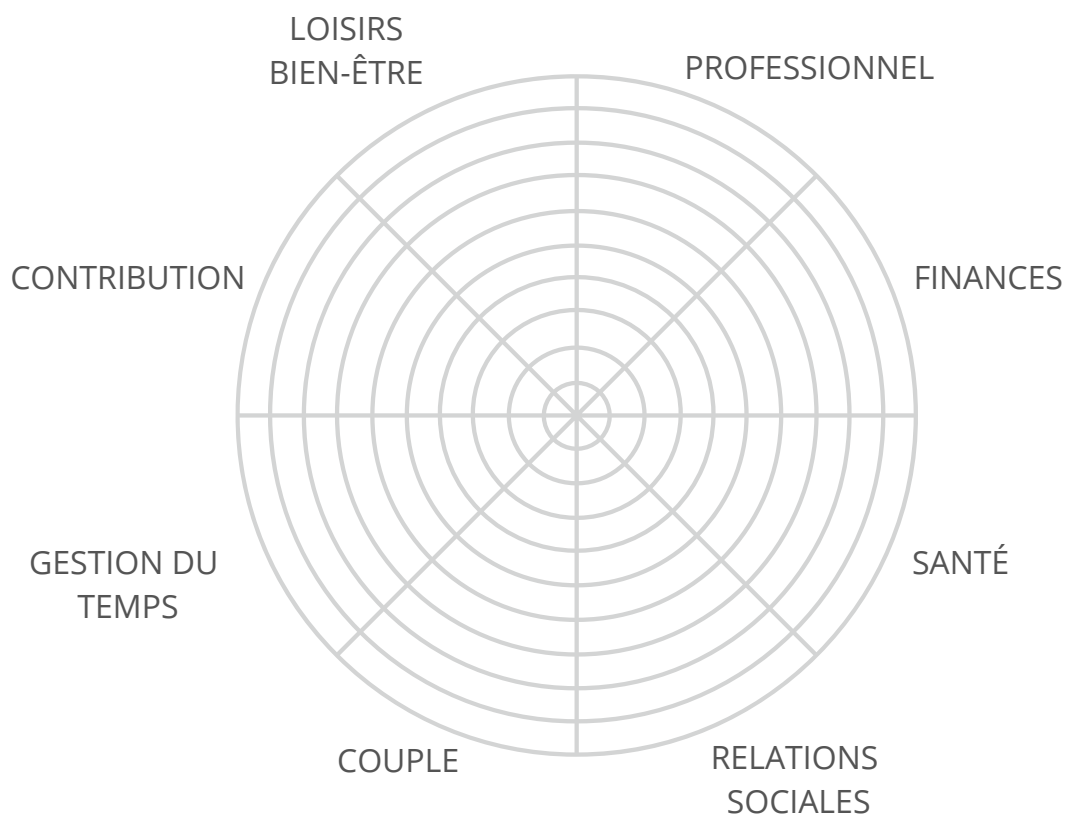 LOISIRS
BIEN-ÊTRE
PROFESSIONNEL
CONTRIBUTION
FINANCES
GESTION DU
TEMPS
SANTÉ
COUPLE
RELATIONS
SOCIALES